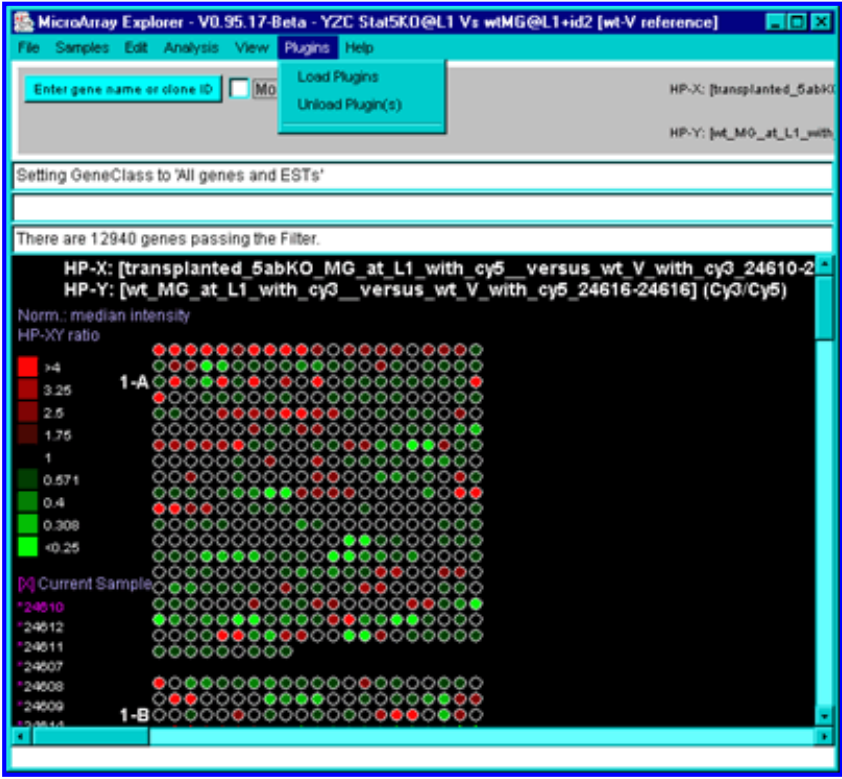 MicroArray Explorer - V0.95.17-Beta - YZC Stat5KO@L1 Vs wtMG@L1+id2 [wt-V reference]
File Samples Edit Analysis View Plugins Help
Load Plugins
Unload Plugin(s)
Enter gene name or clone ID
Mo
HP-X: [transplanted_5abKO
HP-Y: [wt_MG_at_L1_with_
Setting GeneClass to 'All genes and ESTs'
There are 12940 genes passing the Filter.
HP-X: [transplanted_5abKO_MG_at_L1_with_cy5__versus_wt_V_with_cy3_24610-2
HP-Y: [wt_MG_at_L1_with_cy3__versus_wt_V_with_cy5_24616-24616] (Cy3/Cy5)
Norm.: median intensity
HP-XY ratio
>4
3.25
2.5
1.75
1
0.571
0.4
0.308
<0.25
1-A
[X] Current Sample
*24610
*24612
*24611
*24607
*24608
*24609
1-B